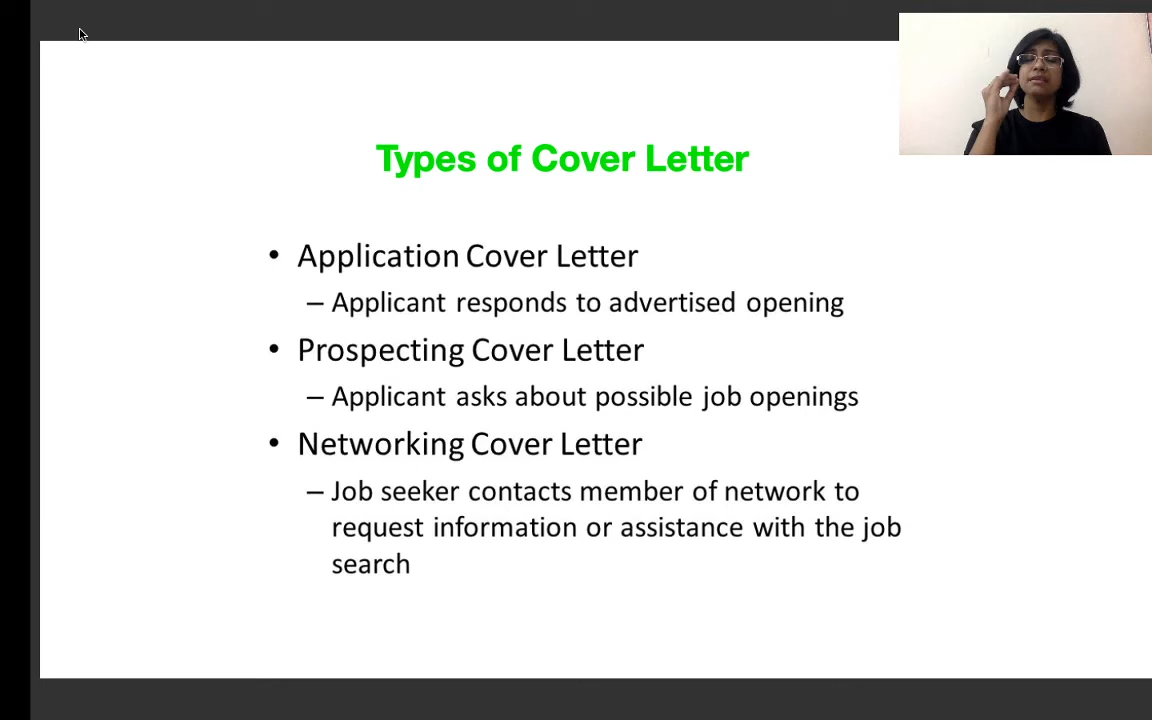 Types of Cover Letter
• Application Cover Letter
– Applicant responds to advertised opening
• Prospecting Cover Letter
– Applicant asks about possible job openings
• Networking Cover Letter
– Job seeker contacts member of network to
request information or assistance with the job
search